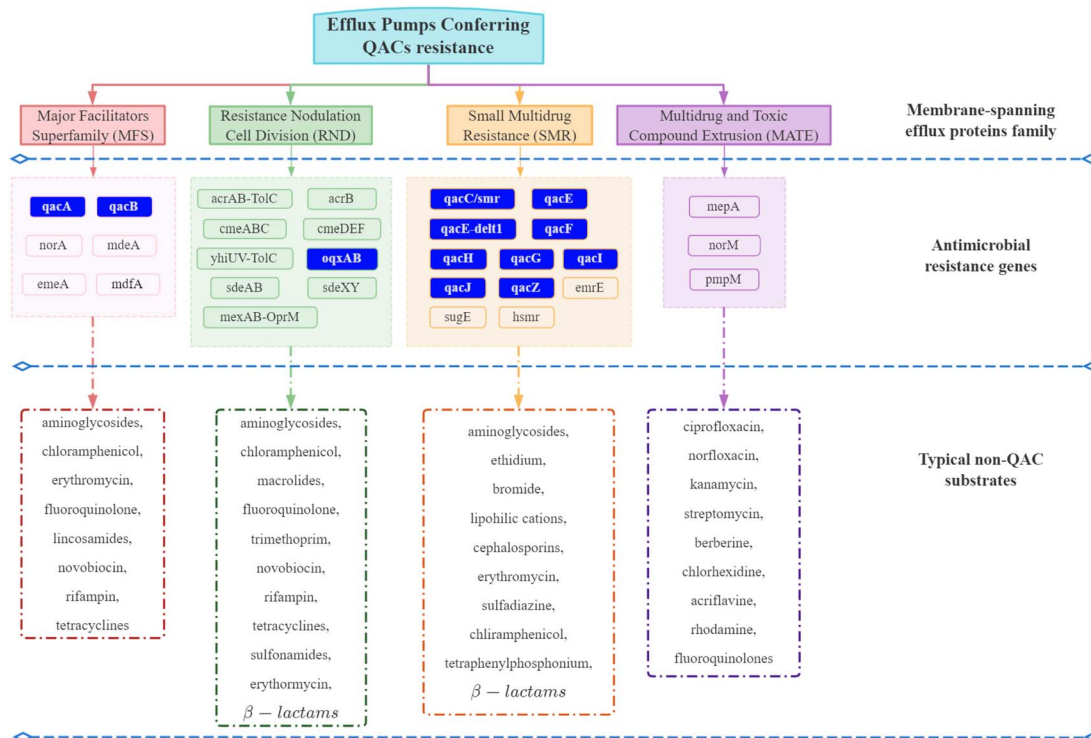 Efflux Pumps Conferring
QACs resistance
Major Facilitators
Superfamily (MFS)
Resistance Nodulation
Cell Division (RND)
Small Multidrug
Resistance (SMR)
Multidrug and Toxic
Compound Extrusion (MATE)
Membrane-spanning
efflux proteins family
qacA
qacB
norA
mdeA
emeA
mdfA
acrAB-TolC
acrB
cmeABC
cmeDEF
yhiUV-TolC
oqxAB
sdeAB
sdeXY
mexAB-OprM
qacC/smr
qacE
qacE-delt1
qacF
qacH
qacG
qacI
qacJ
qacZ
emrE
sugE
hsmr
mepA
norM
pmpM
Antimicrobial
resistance genes
aminoglycosides,
chloramphenicol,
erythromycin,
fluoroquinolone,
lincosamides,
novobiocin,
rifampin,
tetracyclines
aminoglycosides,
chloramphenicol,
macrolides,
fluoroquinolone,
trimethoprim,
novobiocin,
rifampin,
tetracyclines,
sulfonamides,
erythormycin,
β − lactams
aminoglycosides,
ethidium,
bromide,
lipohilic cations,
cephalosporins,
erythromycin,
sulfadiazine,
chliramphenicol,
tetraphenylphosphonium,
β − lactams
ciprofloxacin,
norfloxacin,
kanamycin,
streptomycin,
berberine,
chlorhexidine,
acriflavine,
rhodamine,
fluoroquinolones
Typical non-QAC
substrates